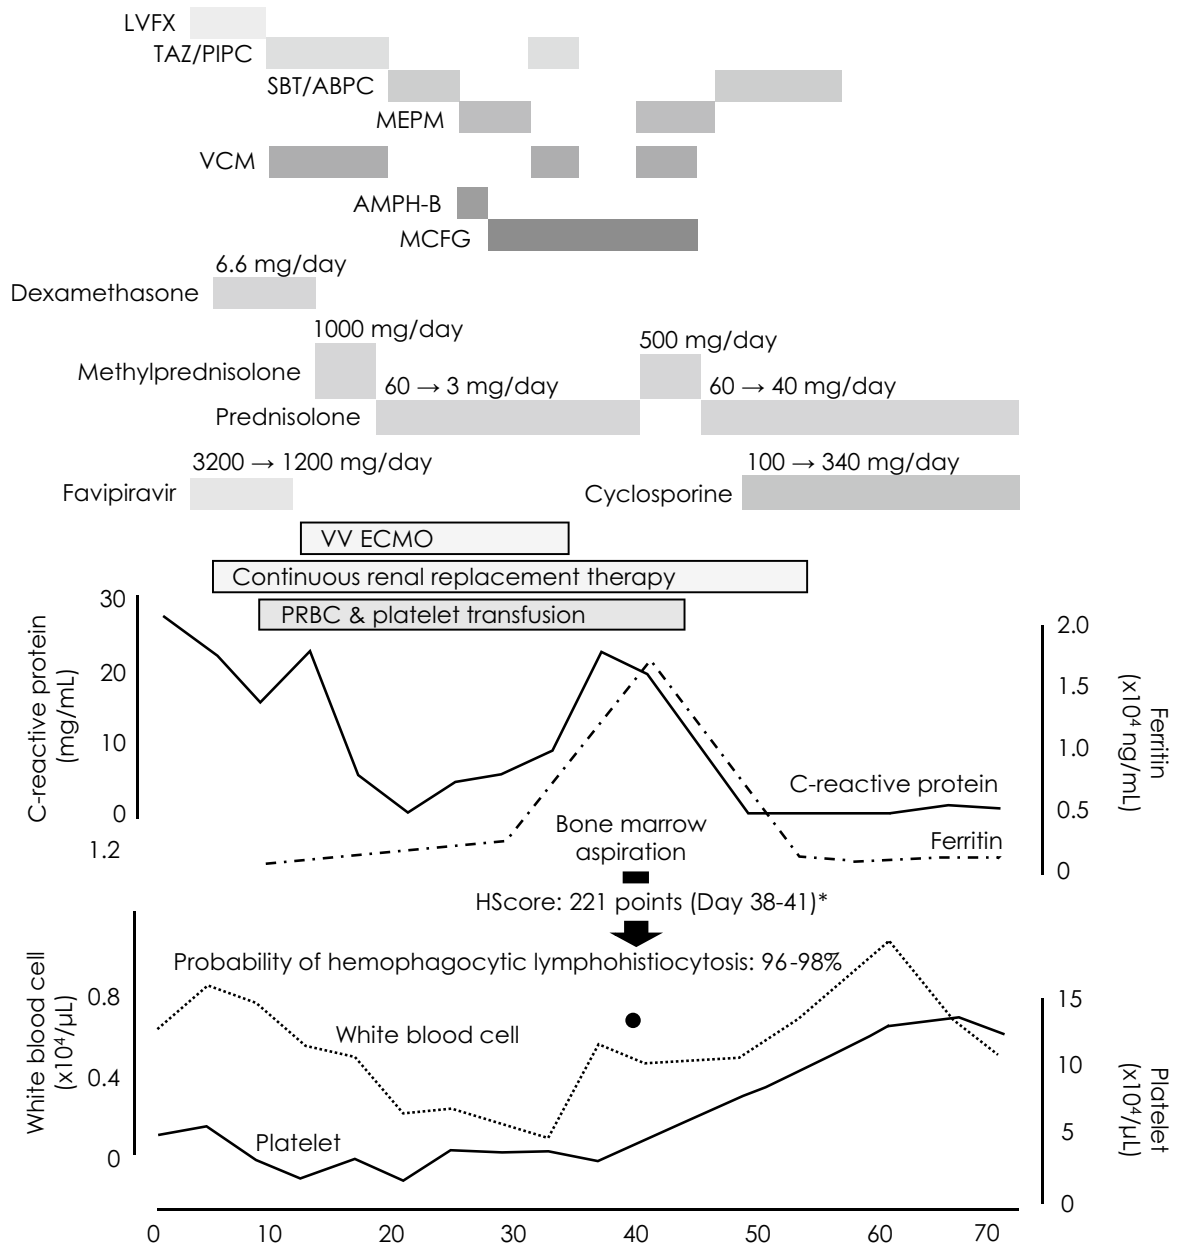 LVFX
TAZ/PIPC
SBT/ABPC
MEPM
VCM
AMPH-B
MCFG
6.6 mg/day
Dexamethasone
1000 mg/day
500 mg/day
Methylprednisolone
60 → 3 mg/day
60 → 40 mg/day
Prednisolone
3200 → 1200 mg/day
100 → 340 mg/day
Favipiravir
Cyclosporine
VV ECMO
Continuous renal replacement therapy
PRBC & platelet transfusion
C-reactive protein
(mg/mL)
30
20
10
0
2.0
1.5
1.0
0.5
0
Ferritin
(x10⁴ ng/mL)
C-reactive protein
Ferritin
Bone marrow
aspiration
HScore: 221 points (Day 38-41)*
Probability of hemophagocytic lymphohistiocytosis: 96-98%
White blood cell
(x10⁴/µL)
1.2
0.8
0.4
0
White blood cell
Platelet
15
10
5
0
Platelet
(x10⁴/µL)
0 10 20 30 40 50 60 70